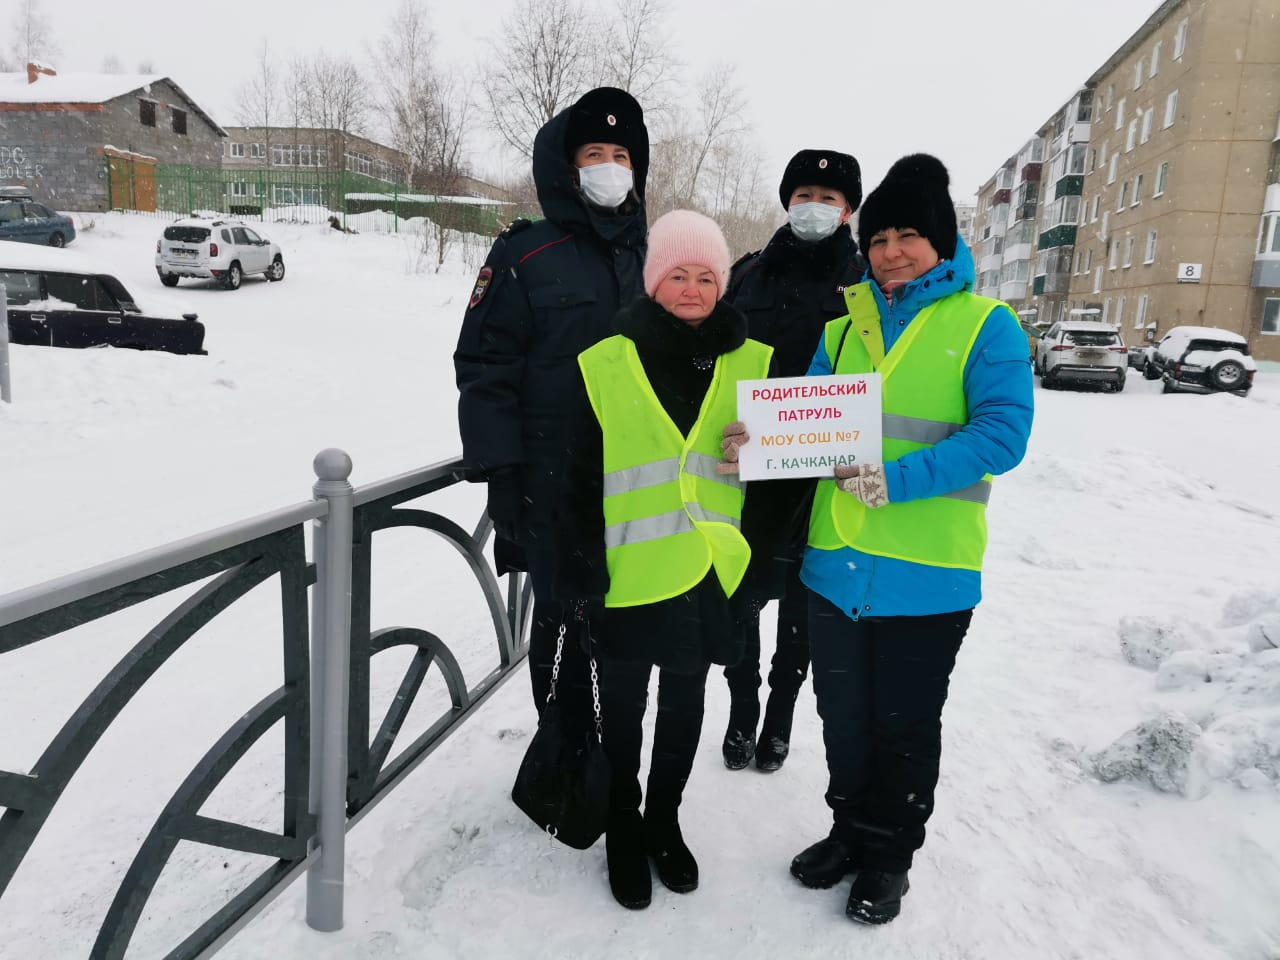 РОДИТЕЛЬСКИЙ
ПАТРУЛЬ
МОУ СОШ №7
Г. КАЧКАНАР
8